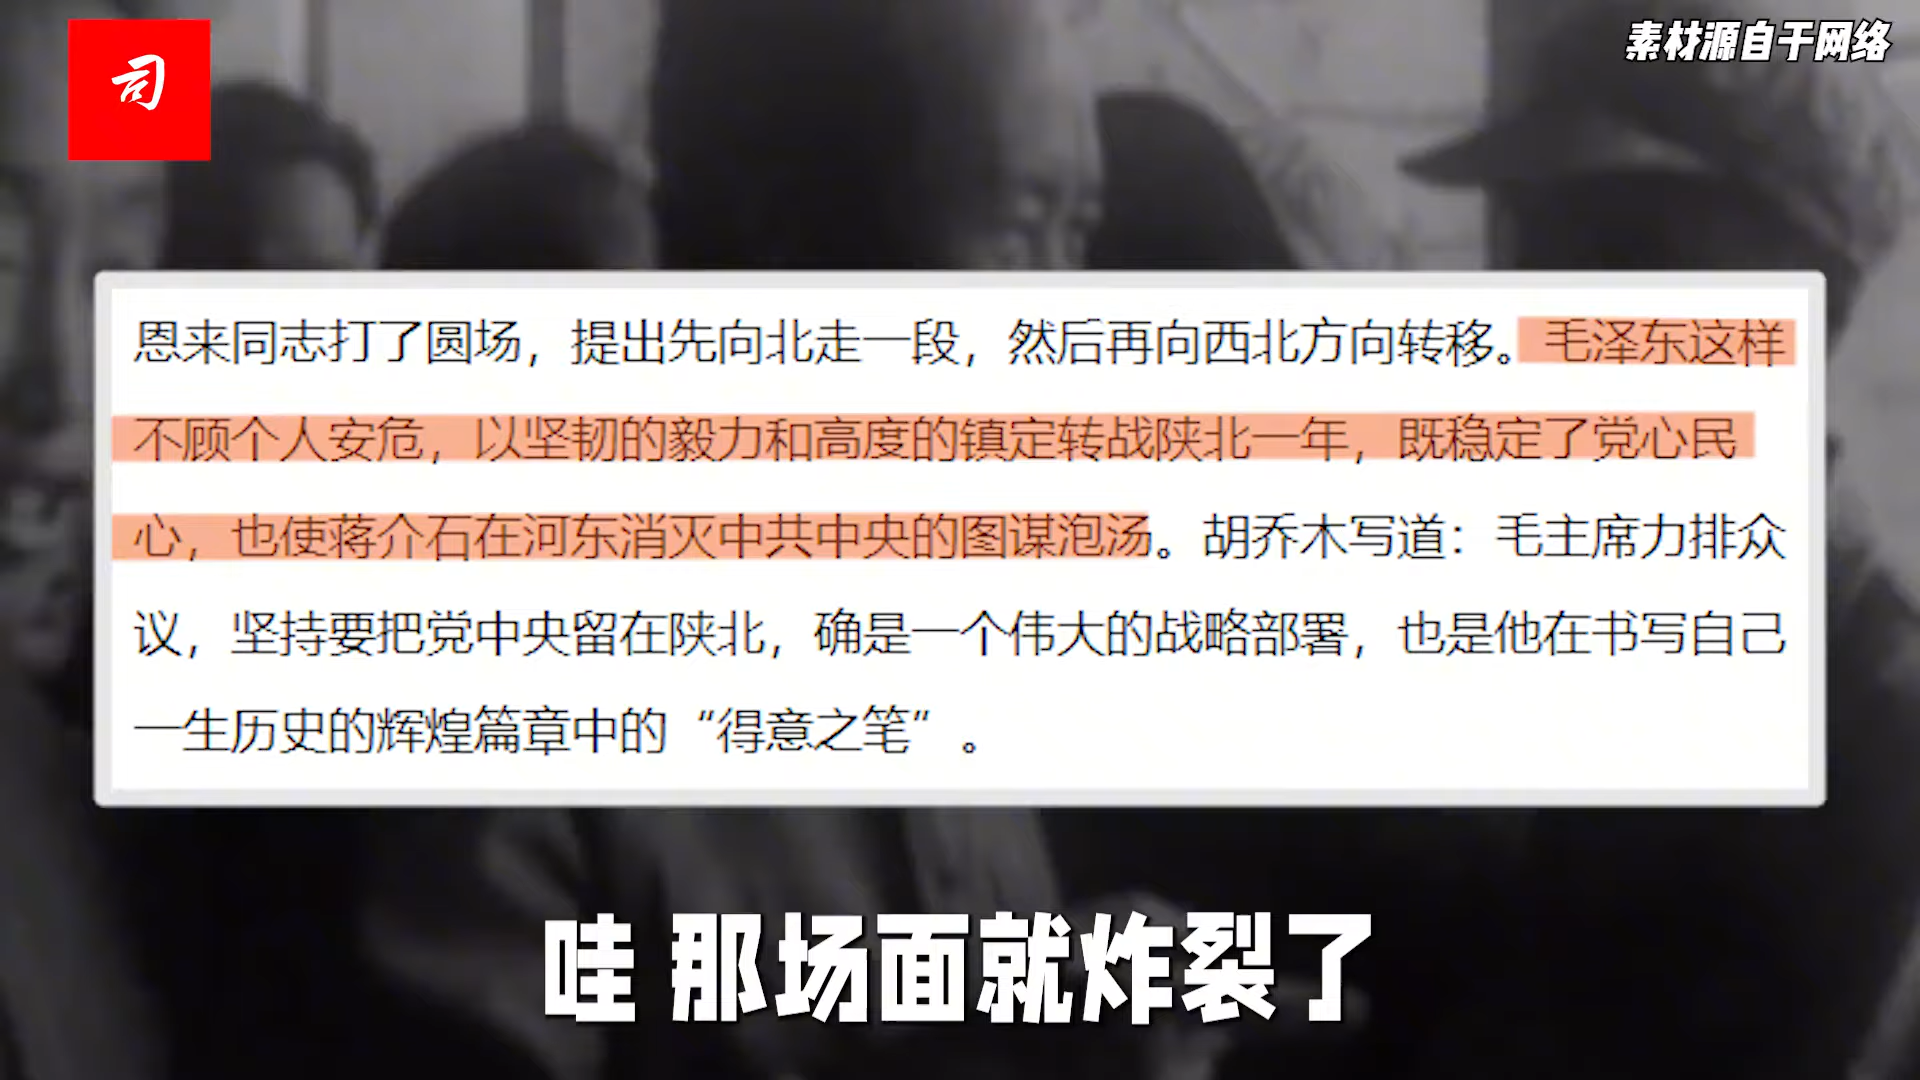 司
素材源自于网络
恩来同志打了圆场，提出先向北走一段，然后再向西北方向转移。毛泽东这样
不顾个人安危，以坚韧的毅力和高度的镇定转战陕北一年，既稳定了党心民
心，也使蒋介石在河东消灭中共中央的图谋泡汤。胡乔木写道：毛主席力排众
议，坚持要把党中央留在陕北，确是一个伟大的战略部署，也是他在书写自己
一生历史的辉煌篇章中的“得意之笔”。
哇 那场面就炸裂了